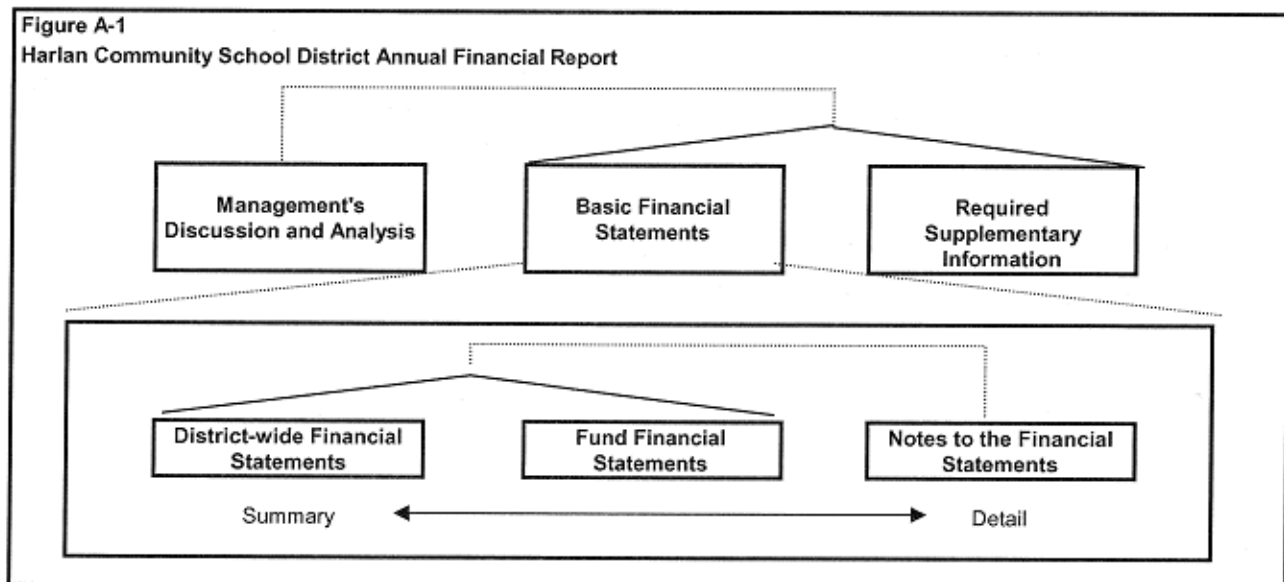 Figure A-1
Harlan Community School District Annual Financial Report
Management's
Discussion and Analysis
Basic Financial
Statements
Required
Supplementary
Information
District-wide Financial
Statements
Fund Financial
Statements
Notes to the Financial
Statements
Summary
Detail